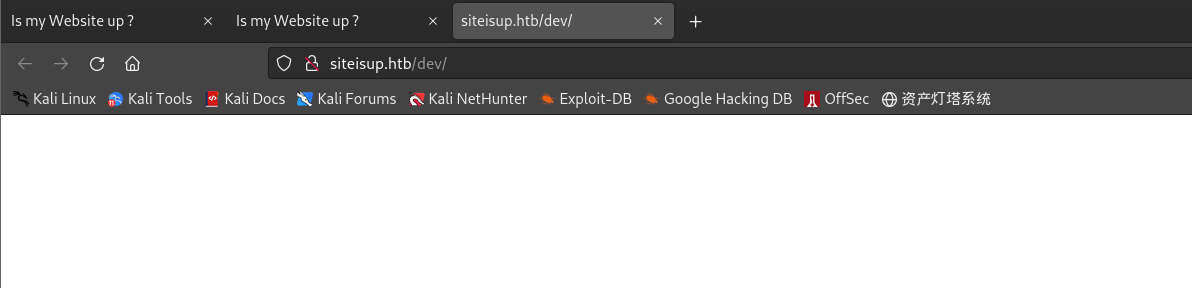 Is my Website up ? Is my Website up ? siteisup.htb/dev/
siteisup.htb/dev/
Kali Linux Kali Tools Kali Docs Kali Forums Kali NetHunter Exploit-DB Google Hacking DB OffSec 资产灯塔系统